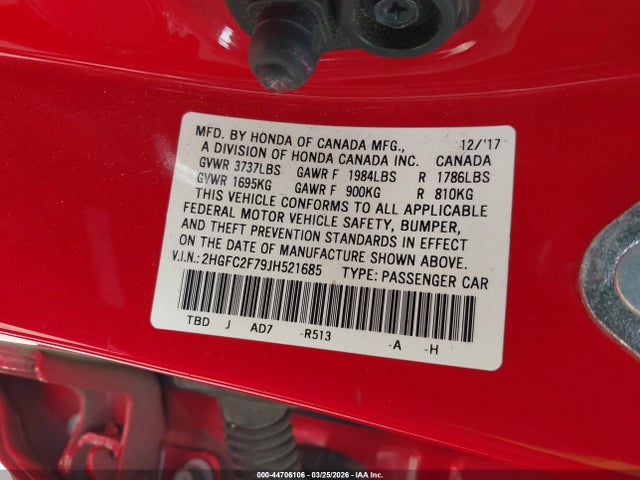 MFD. BY HONDA OF CANADA MFG., 12/'17
A DIVISION OF HONDA CANADA INC. CANADA
GVWR 3737LBS GAWR F 1984LBS R 1786LBS
GVWR 1695KG GAWR F 900KG R 810KG
THIS VEHICLE CONFORMS TO ALL APPLICABLE
FEDERAL MOTOR VEHICLE SAFETY, BUMPER,
AND THEFT PREVENTION STANDARDS IN EFFECT
ON THE DATE OF MANUFACTURE SHOWN ABOVE.
V.I.N.: 2HGFC2F79JH521685 TYPE: PASSENGER CAR
TBD J AD7 -R513 -A -H
000-44706106 - 03/25/2026 - IAA Inc.